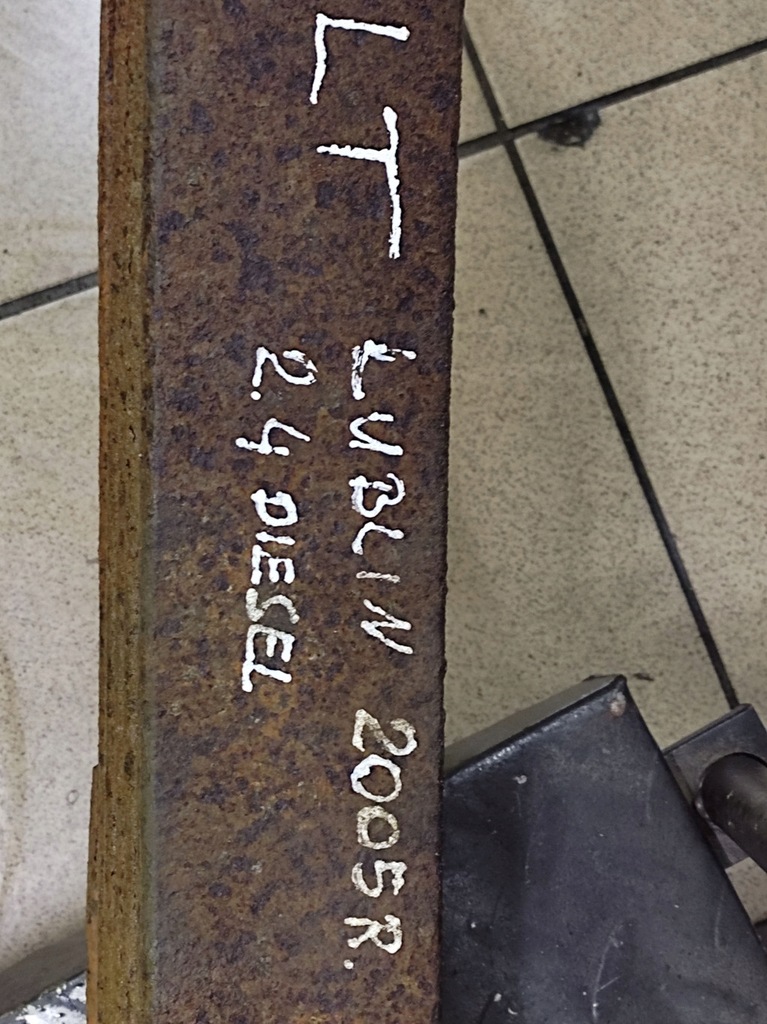 LT
LUBLIN 2005R.
2.4 DIESEL